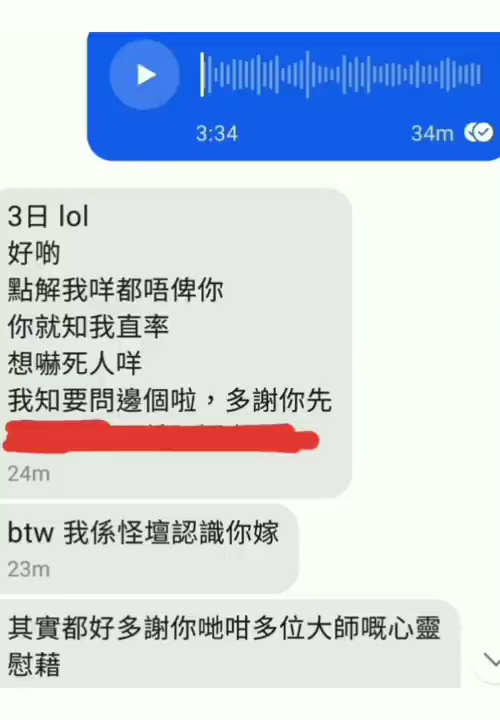 3:34
34m
3日 lol
好啲
點解我咩都唔俾你
你就知我直率
想嚇死人咩
我知要問邊個啦，多謝你先
24m
btw 我係怪壇認識你嫁
23m
其實都好多謝你哋咁多位大師嘅心靈
慰藉